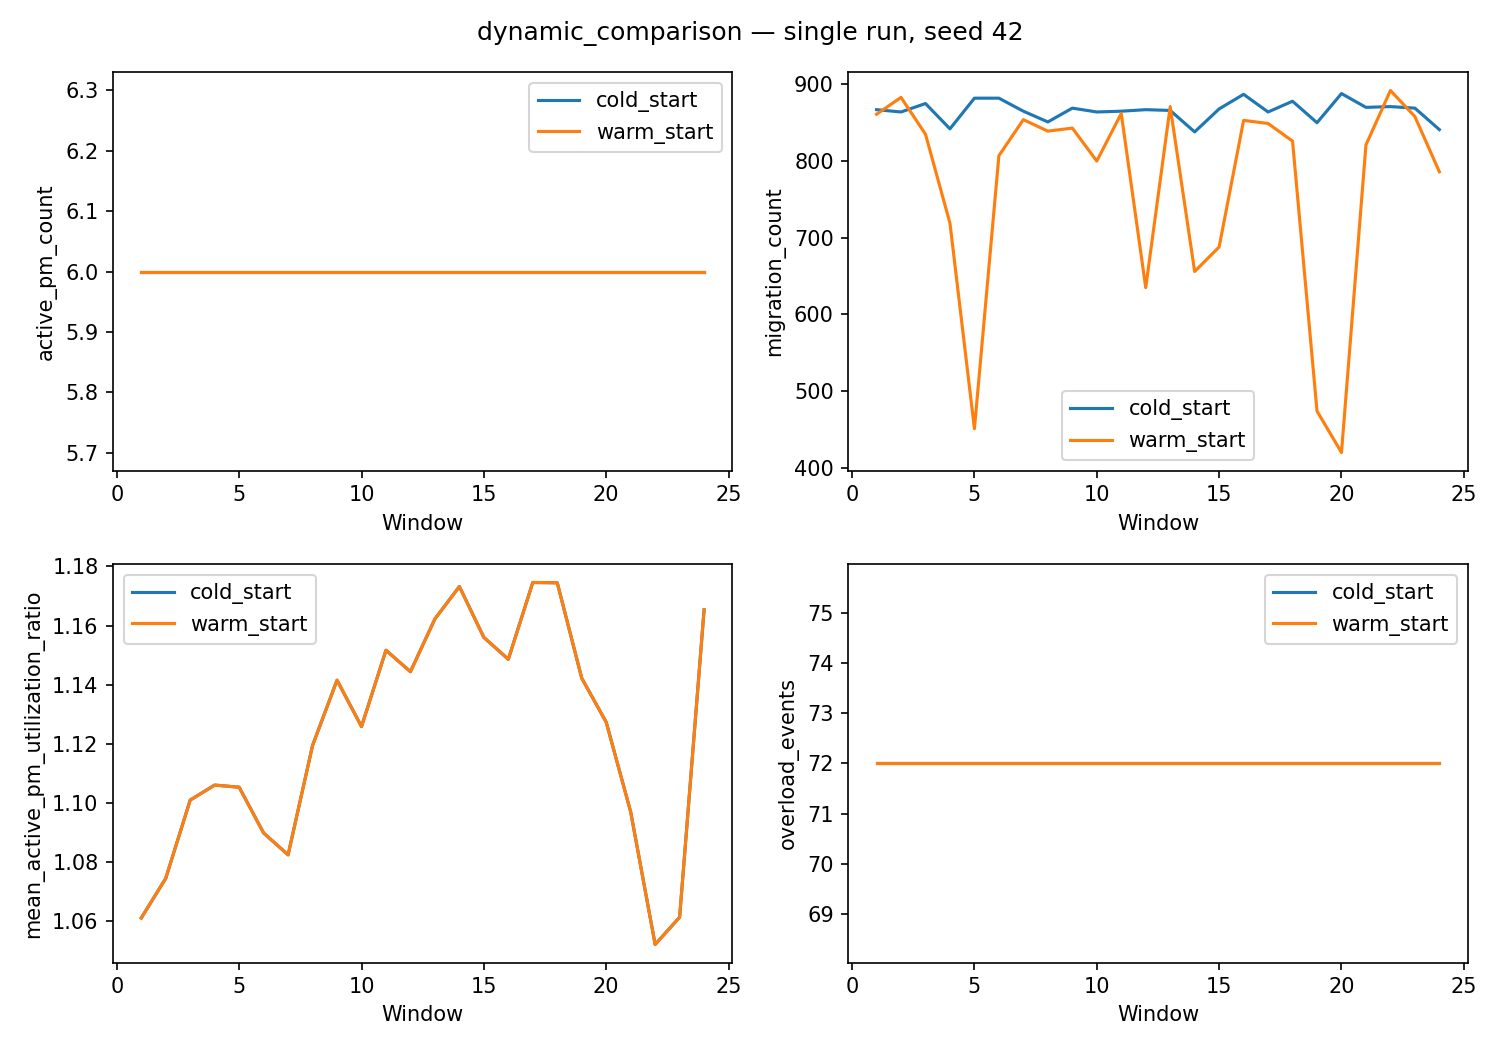 dynamic_comparison — single run, seed 42
cold_start
warm_start
active_pm_count
6.3
6.2
6.1
6.0
5.9
5.8
5.7
0 5 10 15 20 25
Window
cold_start
warm_start
migration_count
900
800
700
600
500
400
0 5 10 15 20 25
Window
cold_start
warm_start
mean_active_pm_utilization_ratio
1.18
1.16
1.14
1.12
1.10
1.08
1.06
0 5 10 15 20 25
Window
cold_start
warm_start
overload_events
75
74
73
72
71
70
69
0 5 10 15 20 25
Window